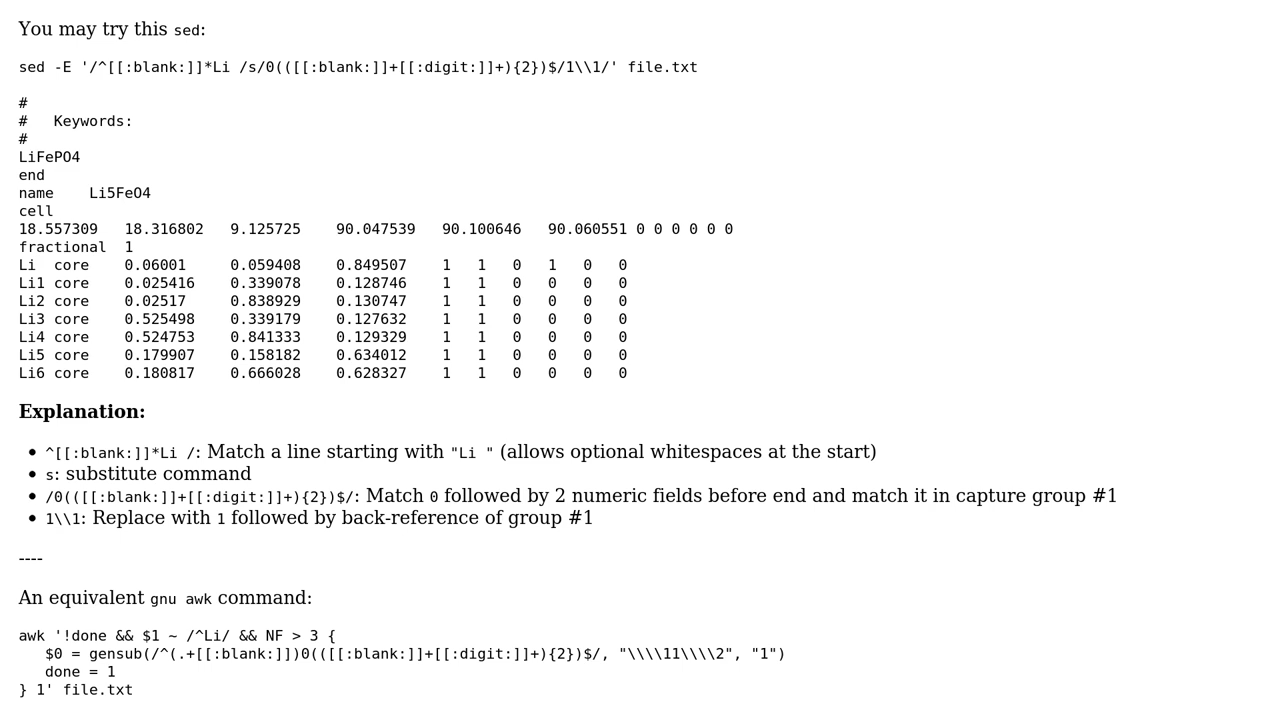 You may try this sed:
sed -E '/^[[:blank:]]*Li /s/0(([[:blank:]]+[[:digit:]]+){2})$/1\\1/' file.txt
#
#   Keywords:
#
LiFePO4
end
name    Li5FeO4
cell
18.557309   18.316802   9.125725    90.047539   90.100646   90.060551 0 0 0 0 0 0
fractional  1
Li  core    0.06001     0.059408    0.849507    1   1   0   1   0   0
Li1 core    0.025416    0.339078    0.128746    1   1   0   0   0   0
Li2 core    0.02517     0.838929    0.130747    1   1   0   0   0   0
Li3 core    0.525498    0.339179    0.127632    1   1   0   0   0   0
Li4 core    0.524753    0.841333    0.129329    1   1   0   0   0   0
Li5 core    0.179907    0.158182    0.634012    1   1   0   0   0   0
Li6 core    0.180817    0.666028    0.628327    1   1   0   0   0   0
Explanation:
• ^[[:blank:]]*Li /: Match a line starting with "Li " (allows optional whitespaces at the start)
• s: substitute command
• /0(([[:blank:]]+[[:digit:]]+){2})$/: Match 0 followed by 2 numeric fields before end and match it in capture group #1
• 1\\1: Replace with 1 followed by back-reference of group #1
----
An equivalent gnu awk command:
awk '!done && $1 ~ /^Li/ && NF > 3 {
   $0 = gensub(/^(.+[[:blank:]])0(([[:blank:]]+[[:digit:]]+){2})$/, "\\\\11\\\\2", "1")
   done = 1
} 1' file.txt